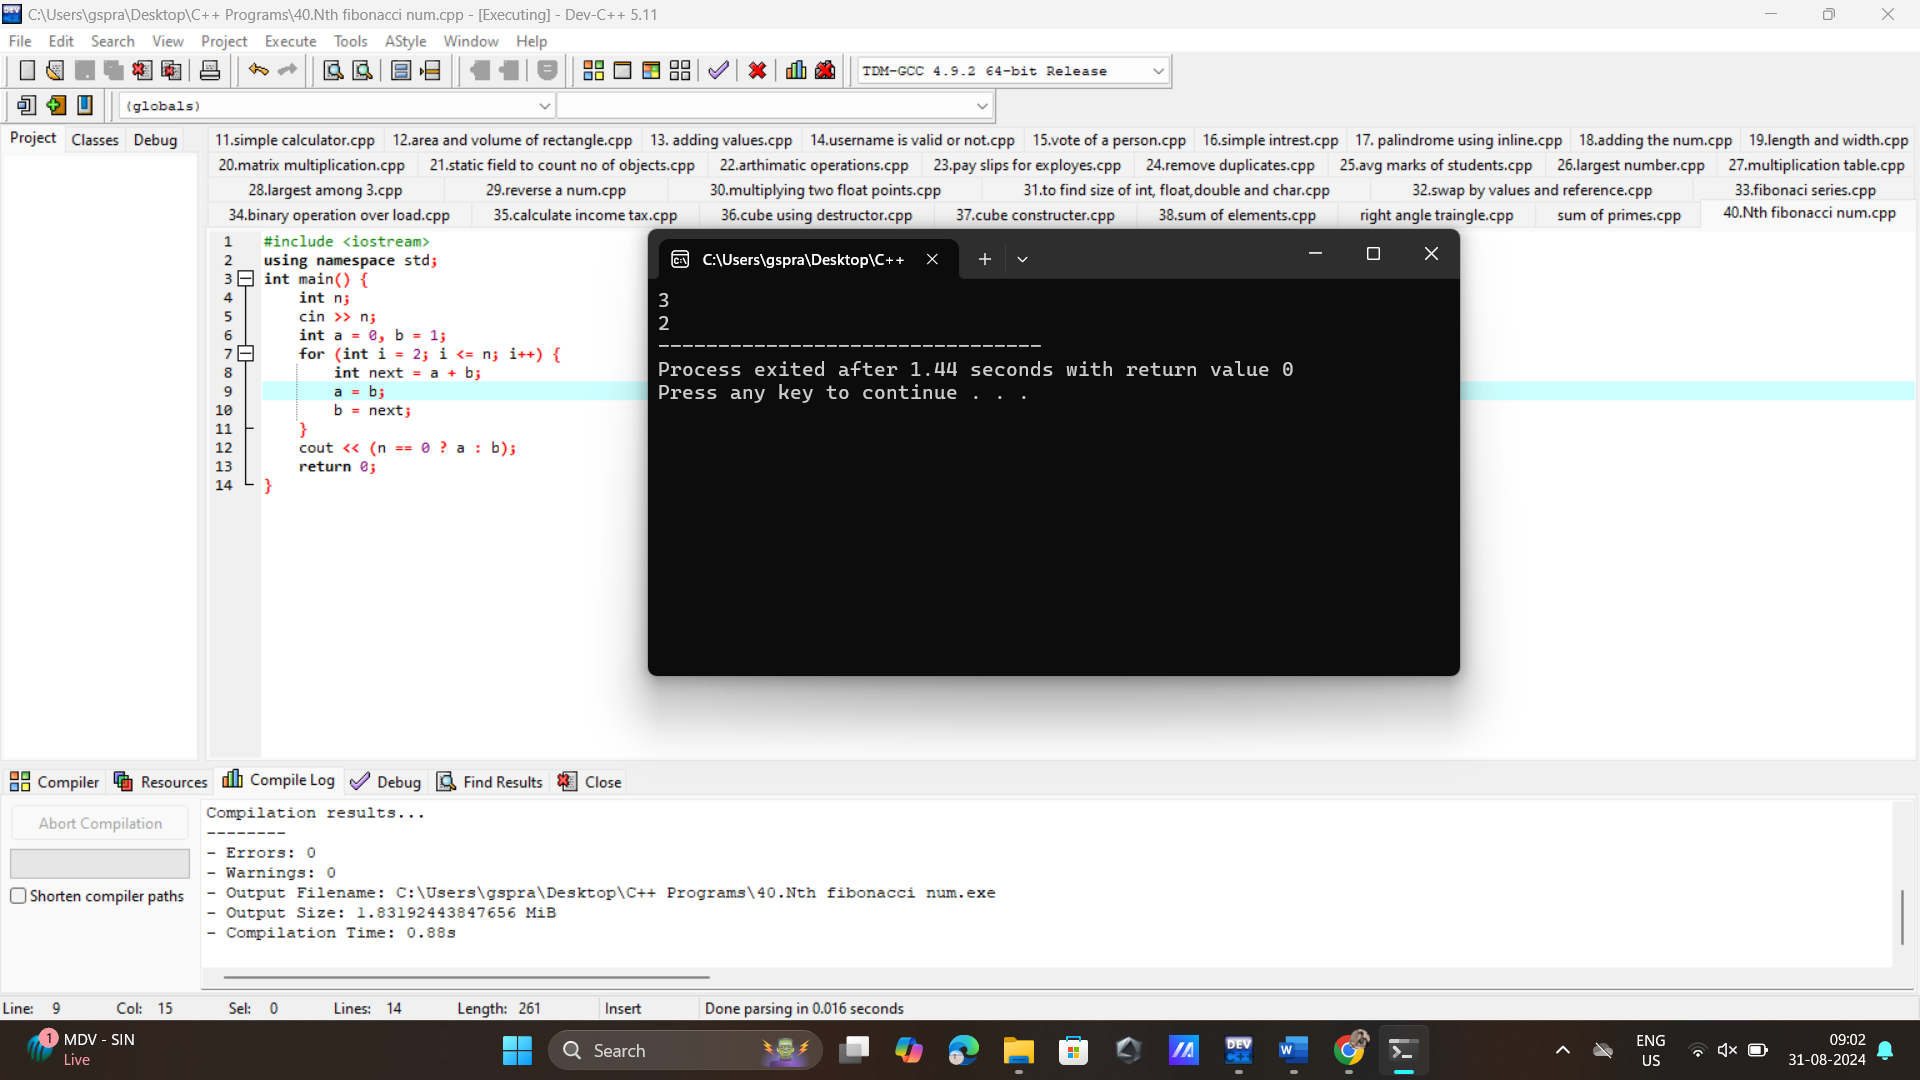 C:\Users\gspra\Desktop\C++ Programs\40.Nth fibonacci num.cpp - [Executing] - Dev-C++ 5.11
File Edit Search View Project Execute Tools AStyle Window Help
TDM-GCC 4.9.2 64-bit Release
(globals)
Project Classes Debug
11.simple calculator.cpp 12.area and volume of rectangle.cpp 13. adding values.cpp 14.username is valid or not.cpp 15.vote of a person.cpp 16.simple intrest.cpp 17. palindrome using inline.cpp 18.adding the num.cpp 19.length and width.cpp
20.matrix multiplication.cpp 21.static field to count no of objects.cpp 22.arthimatic operations.cpp 23.pay slips for exployes.cpp 24.remove duplicates.cpp 25.avg marks of students.cpp 26.largest number.cpp 27.multiplication table.cpp
28.largest among 3.cpp 29.reverse a num.cpp 30.multiplying two float points.cpp 31.to find size of int, float,double and char.cpp 32.swap by values and reference.cpp 33.fibonaci series.cpp
34.binary operation over load.cpp 35.calculate income tax.cpp 36.cube using destructor.cpp 37.cube constructer.cpp 38.sum of elements.cpp right angle traingle.cpp sum of primes.cpp 40.Nth fibonacci num.cpp
1 #include <iostream>
2 using namespace std;
3 int main() {
4 int n;
5 cin >> n;
6 int a = 0, b = 1;
7 for (int i = 2; i <= n; i++) {
8 int next = a + b;
9 a = b;
10 b = next;
11 }
12 cout << (n == 0 ? a : b);
13 return 0;
14 }
C:\Users\gspra\Desktop\C++
3
2
--------------------------------
Process exited after 1.44 seconds with return value 0
Press any key to continue . . .
Compiler Resources Compile Log Debug Find Results Close
Abort Compilation
Shorten compiler paths
Compilation results...
--------
- Errors: 0
- Warnings: 0
- Output Filename: C:\Users\gspra\Desktop\C++ Programs\40.Nth fibonacci num.exe
- Output Size: 1.83192443847656 MiB
- Compilation Time: 0.88s
Line: 9 Col: 15 Sel: 0 Lines: 14 Length: 261 Insert Done parsing in 0.016 seconds
1 MDV - SIN
Live
Search
DEV C++
W
ENG
US
09:02
31-08-2024